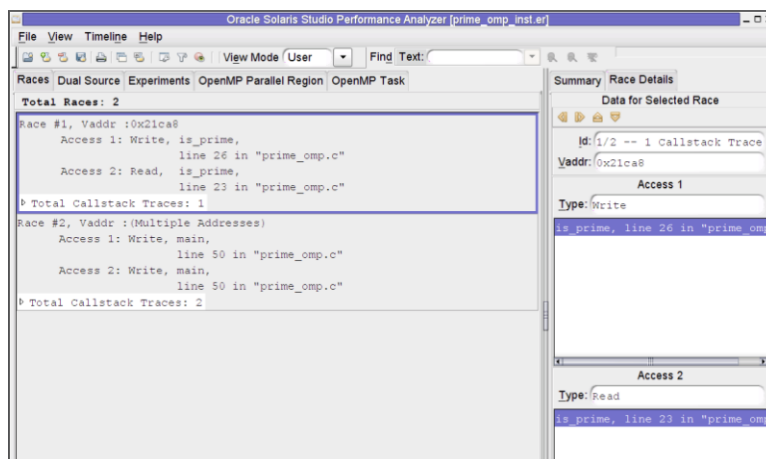 Oracle Solaris Studio Performance Analyzer [prime_omp_inst.er]
File View Timeline Help
View Mode User Find Text:
Races Dual Source Experiments OpenMP Parallel Region OpenMP Task
Total Races: 2
Race #1, Vaddr :0x21ca8
Access 1: Write, is_prime,
line 26 in "prime_omp.c"
Access 2: Read, is_prime,
line 23 in "prime_omp.c"
Total Callstack Traces: 1
Race #2, Vaddr :(Multiple Addresses)
Access 1: Write, main,
line 50 in "prime_omp.c"
Access 2: Write, main,
line 50 in "prime_omp.c"
Total Callstack Traces: 2
Summary Race Details
Data for Selected Race
Id: 1/2 -- 1 Callstack Trace
Vaddr: 0x21ca8
Access 1
Type: Write
is_prime, line 26 in "prime_omp
Access 2
Type: Read
is_prime, line 23 in "prime_omp